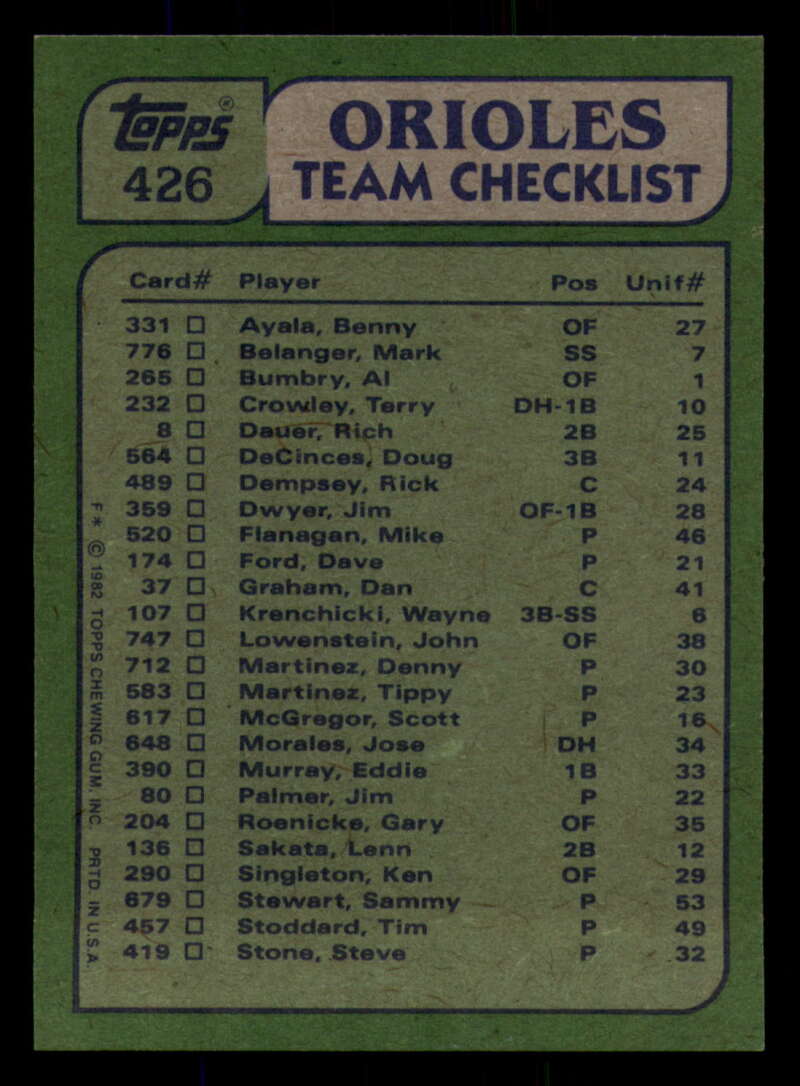 Topps®
426
ORIOLES
TEAM CHECKLIST
Card# Player Pos Unif#
331 □ Ayala, Benny OF 27
776 □ Belanger, Mark SS 7
265 □ Bumbry, Al OF 1
232 □ Crowley, Terry DH-1B 10
8 □ Dauer, Rich 2B 25
564 □ DeCinces, Doug 3B 11
489 □ Dempsey, Rick C 24
359 □ Dwyer, Jim OF-1B 28
520 □ Flanagan, Mike P 46
174 □ Ford, Dave P 21
37 □ Graham, Dan C 41
107 □ Krenchicki, Wayne 3B-SS 6
747 □ Lowenstein, John OF 38
712 □ Martinez, Denny P 30
583 □ Martinez, Tippy P 23
617 □ McGregor, Scott P 16
648 □ Morales, Jose DH 34
390 □ Murray, Eddie 1B 33
80 □ Palmer, Jim P 22
204 □ Roenicke, Gary OF 35
136 □ Sakata, Lenn 2B 12
290 □ Singleton, Ken OF 29
679 □ Stewart, Sammy P 53
457 □ Stoddard, Tim P 49
419 □ Stone, Steve P 32
F* © 1982 TOPPS CHEWING GUM, INC. PRTD. IN U.S.A.